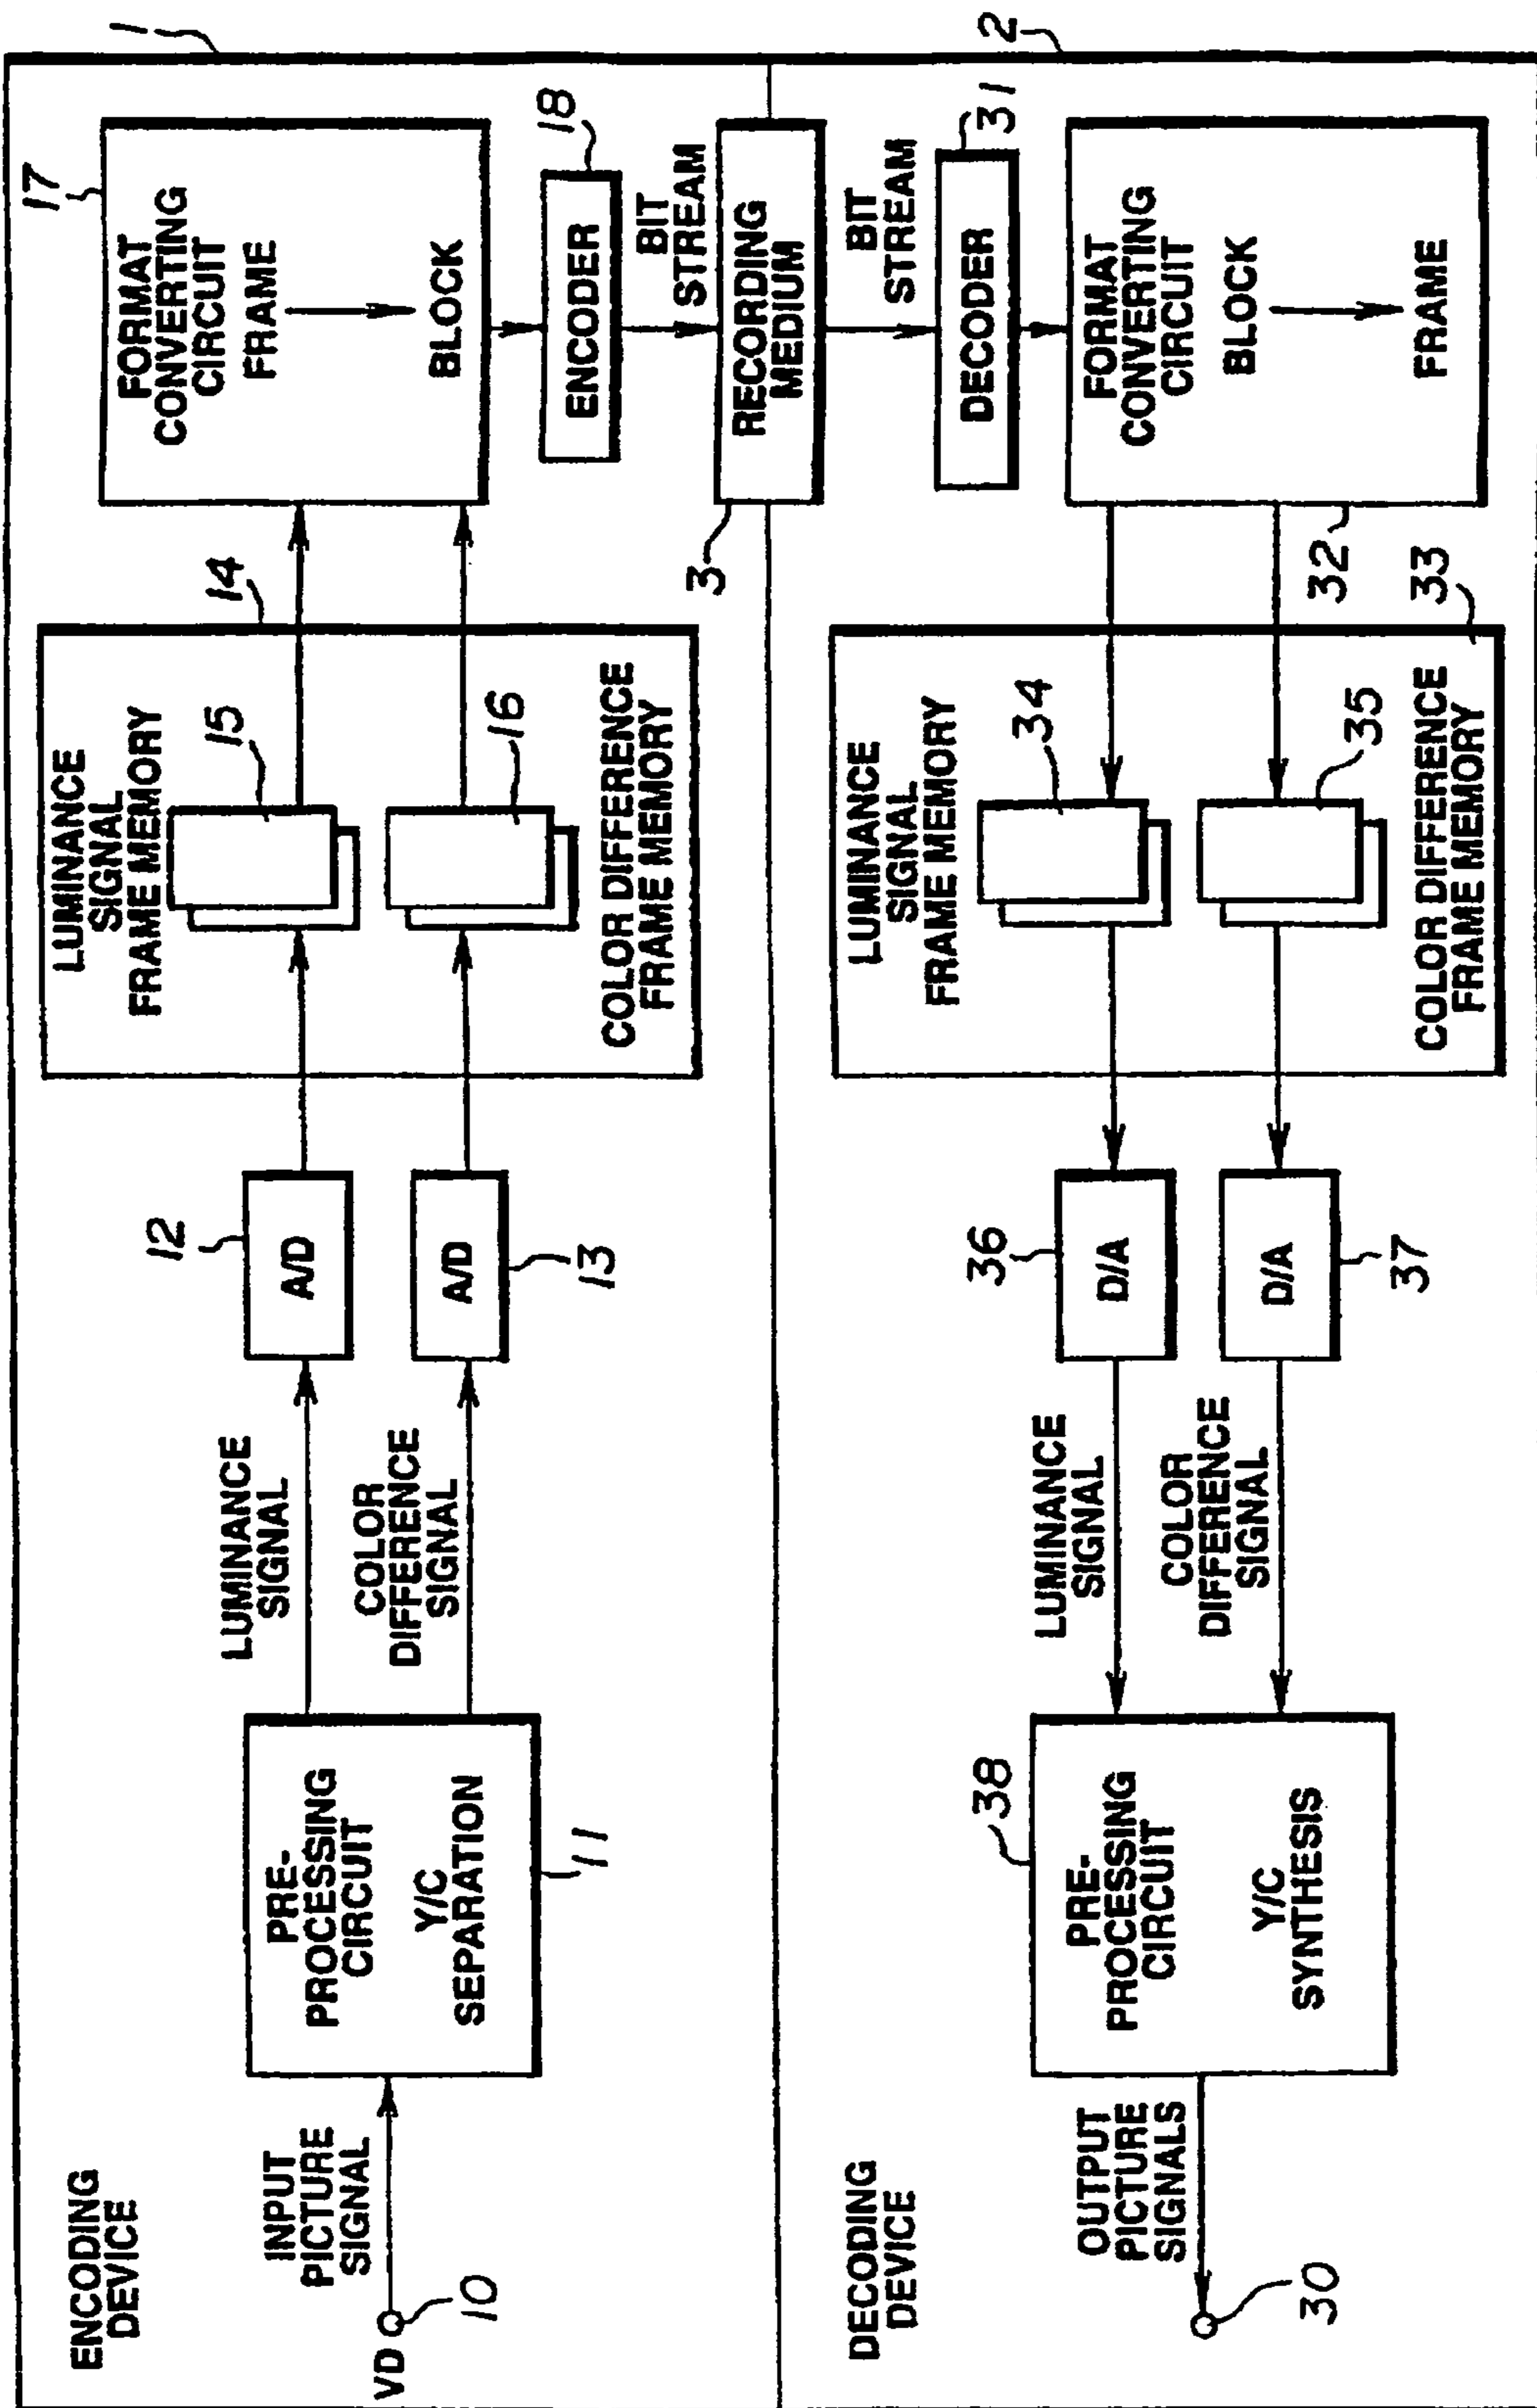 1
ENCODING
DEVICE
VD
10
INPUT
PICTURE
SIGNAL
PRE-
PROCESSING
CIRCUIT
Y/C
SEPARATION
11
LUMINANCE
SIGNAL
COLOR
DIFFERENCE
SIGNAL
12
A/D
A/D
13
14
LUMINANCE
SIGNAL
FRAME MEMORY
15
16
COLOR DIFFERENCE
FRAME MEMORY
17
FORMAT
CONVERTING
CIRCUIT
FRAME
BLOCK
18
ENCODER
BIT
STREAM
3
RECORDING
MEDIUM
2
DECODING
DEVICE
BIT
STREAM
31
DECODER
FORMAT
CONVERTING
CIRCUIT
BLOCK
FRAME
32
33
LUMINANCE
SIGNAL
FRAME MEMORY
34
35
COLOR DIFFERENCE
FRAME MEMORY
36
D/A
D/A
37
LUMINANCE
SIGNAL
COLOR
DIFFERENCE
SIGNAL
38
PRE-
PROCESSING
CIRCUIT
Y/C
SYNTHESIS
OUTPUT
PICTURE
SIGNALS
30